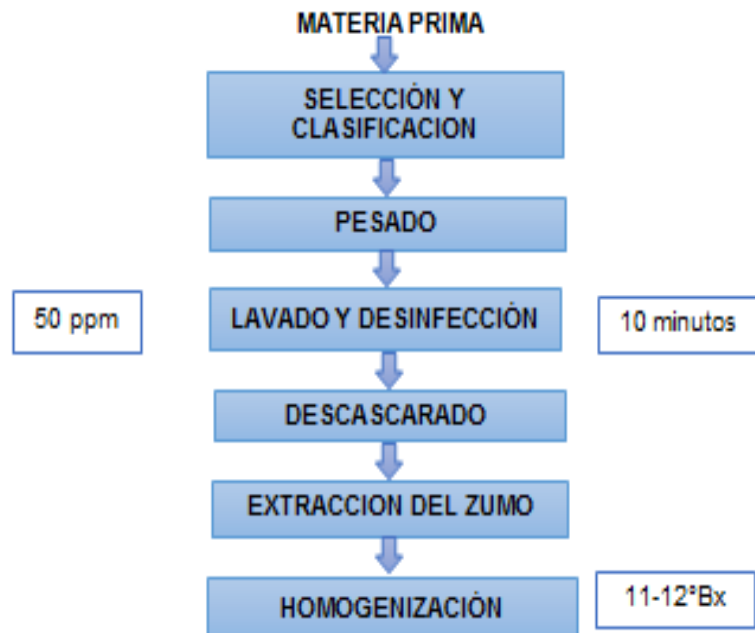 MATERIA PRIMA
SELECCIÓN Y
CLASIFICACION
PESADO
50 ppm
LAVADO Y DESINFECCIÓN
10 minutos
DESCASCARADO
EXTRACCION DEL ZUMO
HOMOGENIZACIÓN
11-12°Bx